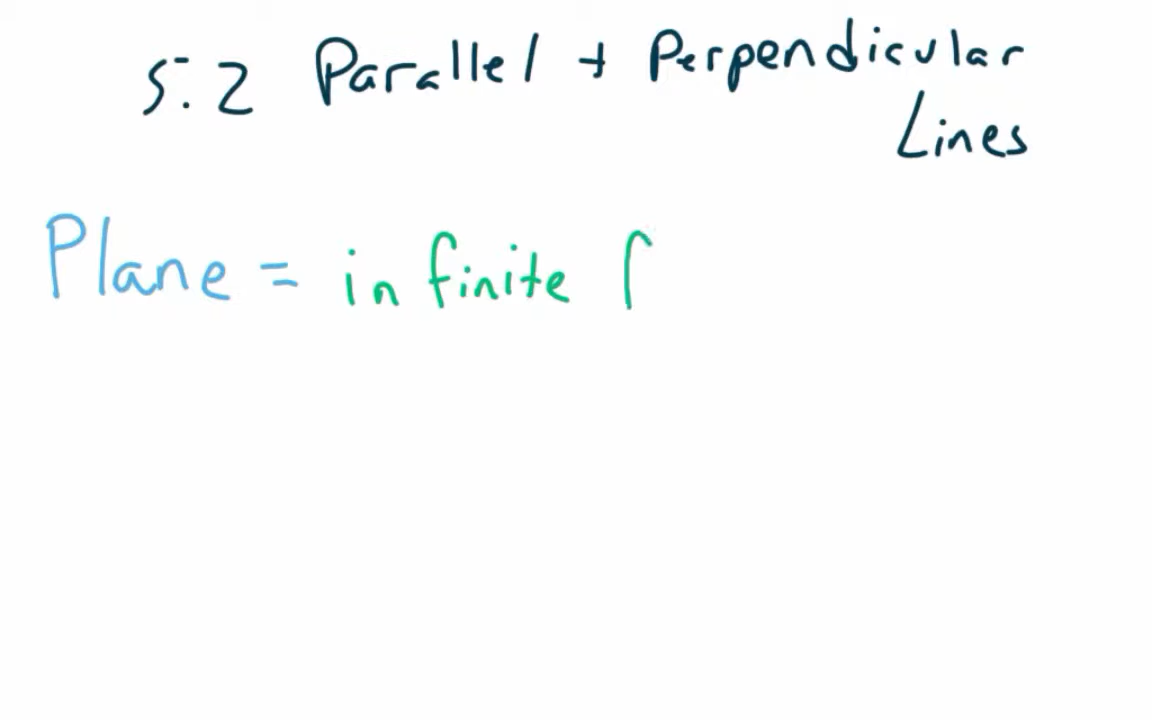 5.2 Parallel + Perpendicular
Lines
Plane = infinite